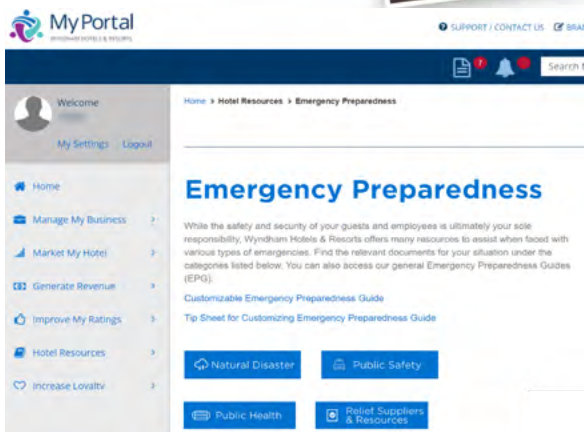 My Portal
WYNDHAM HOTELS & RESORTS
SUPPORT / CONTACT US
Search
Welcome
My Settings Logout
Home > Hotel Resources > Emergency Preparedness
Home
Manage My Business
Market My Hotel
Generate Revenue
Improve My Ratings
Hotel Resources
Increase Loyalty
Emergency Preparedness
While the safety and security of your guests and employees is ultimately your sole
responsibility, Wyndham Hotels & Resorts offers many resources to assist when faced with
various types of emergencies. Find the relevant documents for your situation under the
categories listed below. You can also access our general Emergency Preparedness Guides
(EPG):
Customizable Emergency Preparedness Guide
Tip Sheet for Customizing Emergency Preparedness Guide
Natural Disaster
Public Safety
Public Health
Relief Suppliers
& Resources